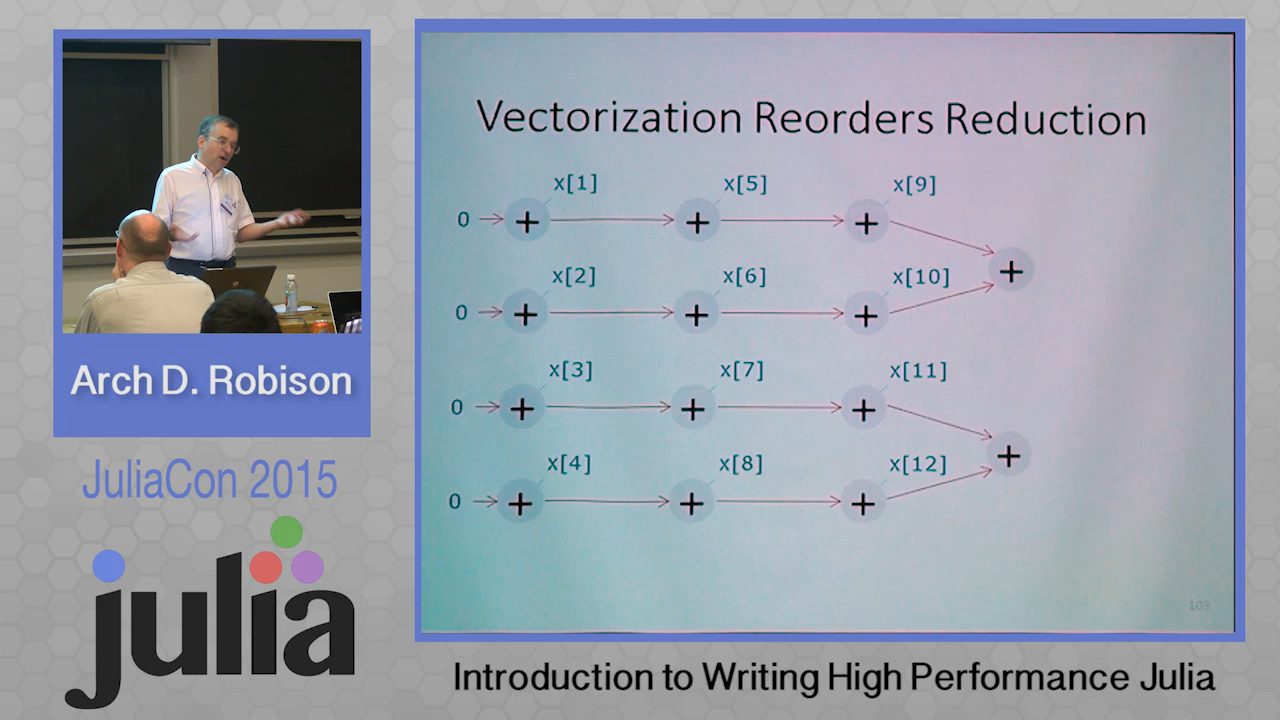 Vectorization Reorders Reduction
x[1] x[5] x[9]
0 + + +
+
x[2] x[6] x[10]
0 + + +
x[3] x[7] x[11]
0 + + +
+
x[4] x[8] x[12]
0 + + +
103
Arch D. Robison
JuliaCon 2015
julia
Introduction to Writing High Performance Julia